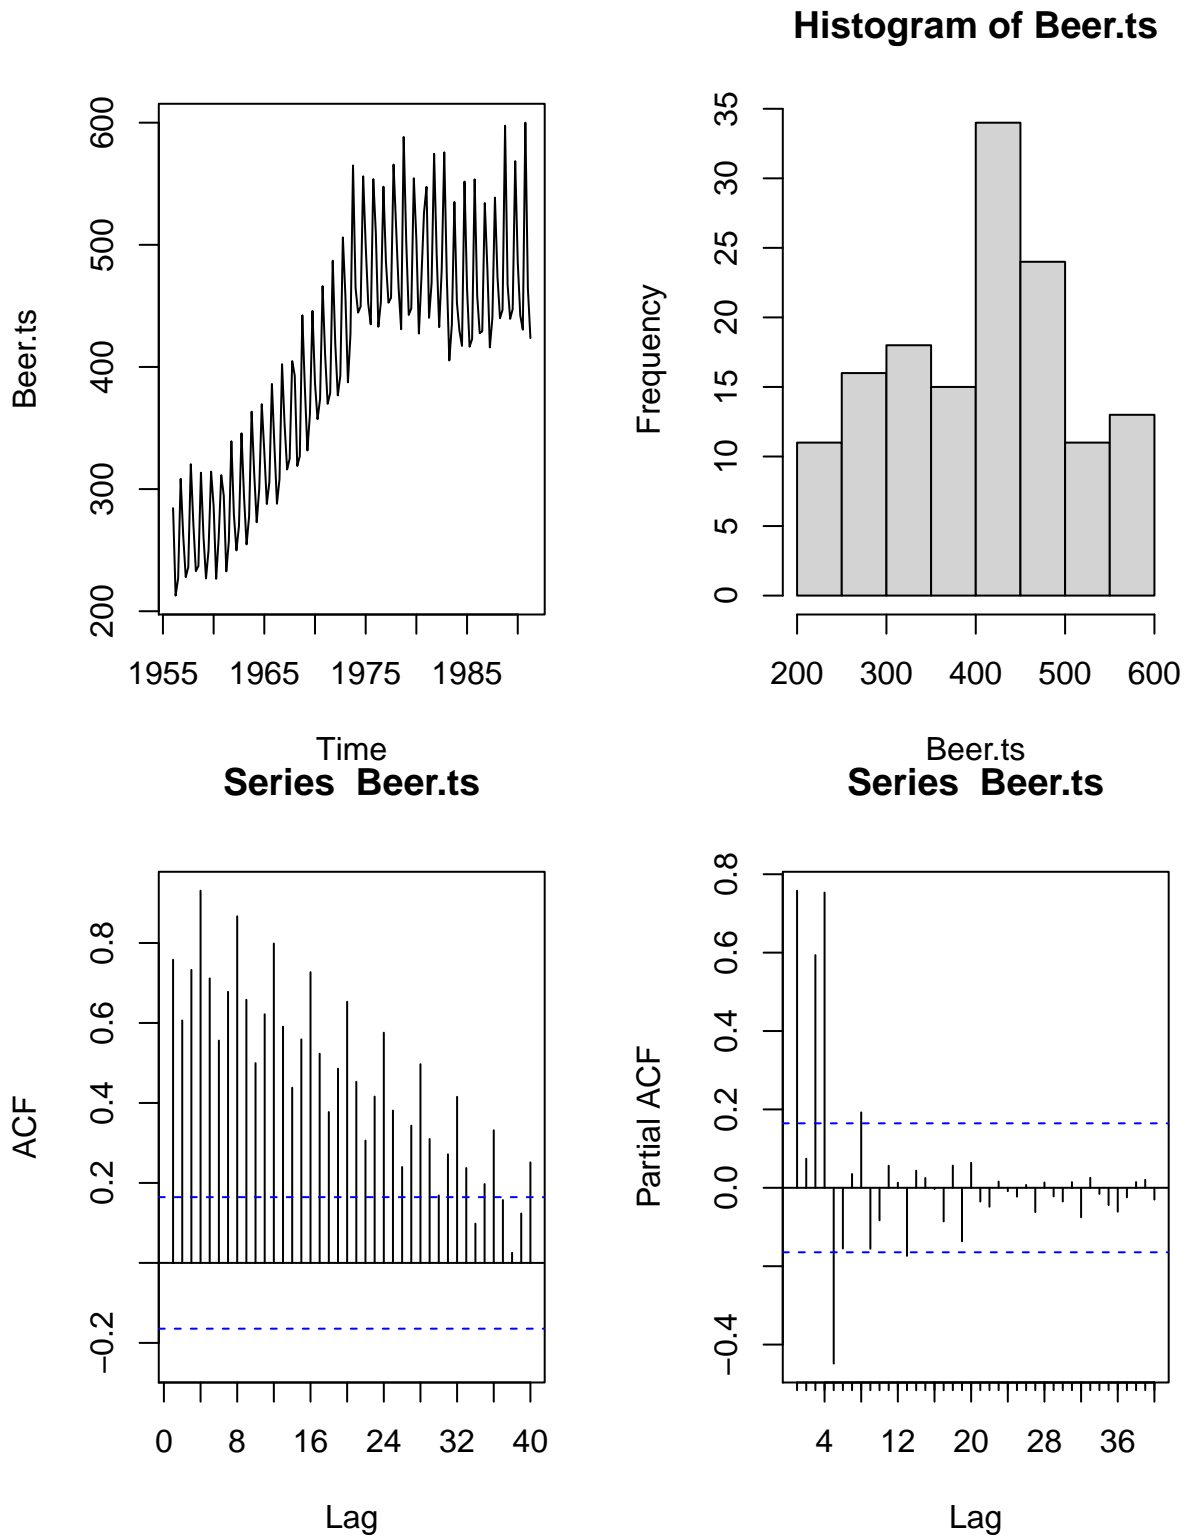 Histogram of Beer.ts
Beer.ts
200 300 400 500 600
1955 1965 1975 1985
Time
Frequency
0 5 10 15 20 25 30 35
200 300 400 500 600
Beer.ts
Series Beer.ts
ACF
−0.2 0.2 0.4 0.6 0.8
0 8 16 24 32 40
Lag
Series Beer.ts
Partial ACF
−0.4 0.0 0.2 0.4 0.6 0.8
4 12 20 28 36
Lag